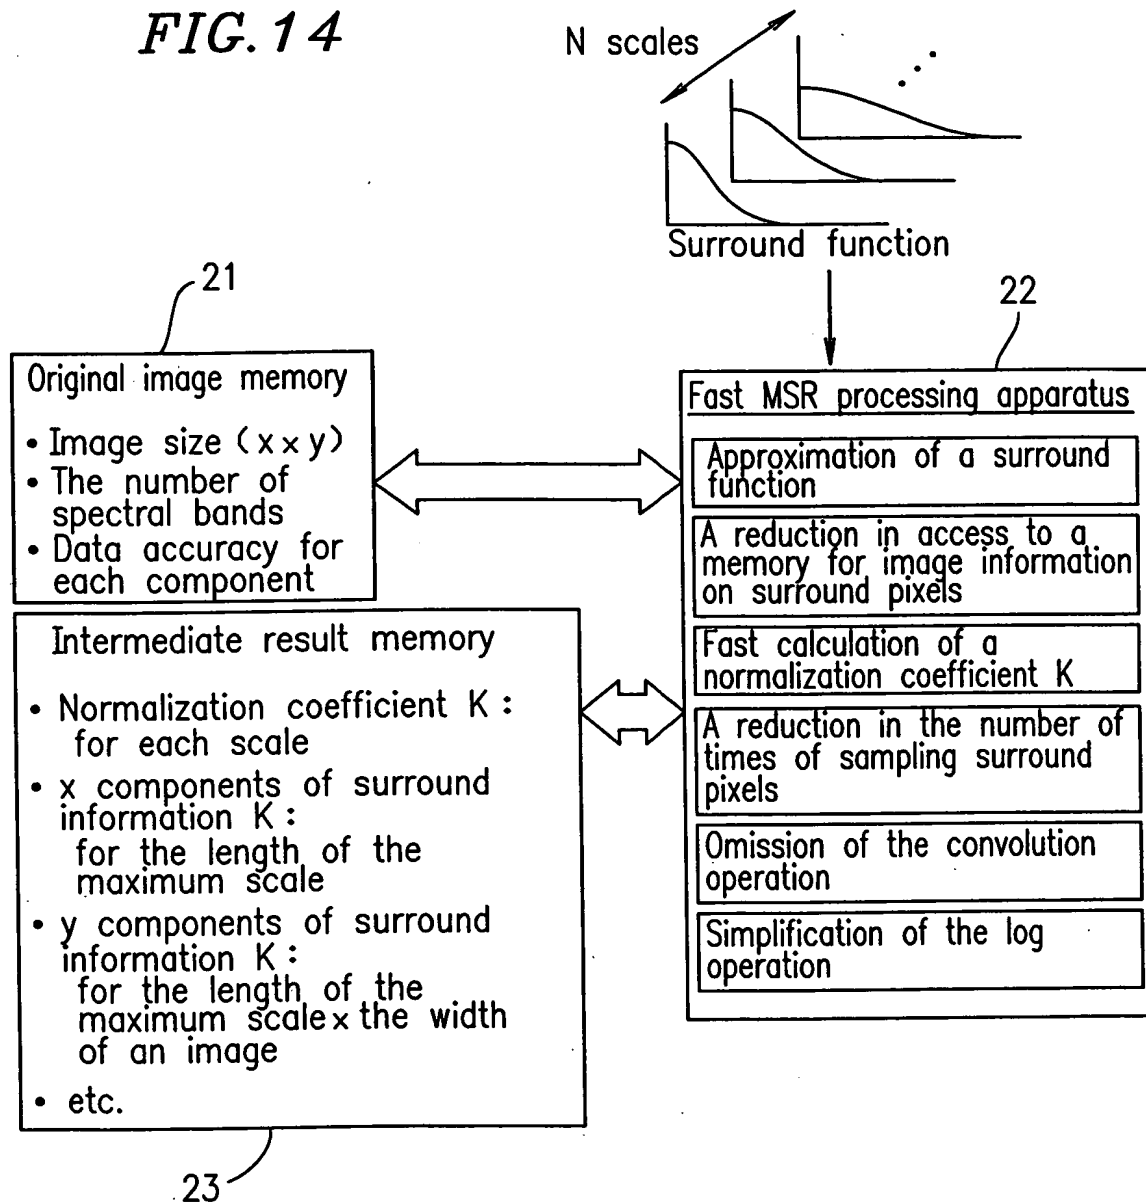 FIG. 14
N scales
Surround function
21
22
Original image memory
• Image size (x×y)
• The number of
spectral bands
• Data accuracy for
each component
Fast MSR processing apparatus
Approximation of a surround
function
A reduction in access to a
memory for image information
on surround pixels
Fast calculation of a
normalization coefficient K
A reduction in the number of
times of sampling surround
pixels
Omission of the convolution
operation
Simplification of the log
operation
Intermediate result memory
• Normalization coefficient K:
for each scale
• x components of surround
information K:
for the length of the
maximum scale
• y components of surround
information K:
for the length of the
maximum scale× the width
of an image
• etc.
23